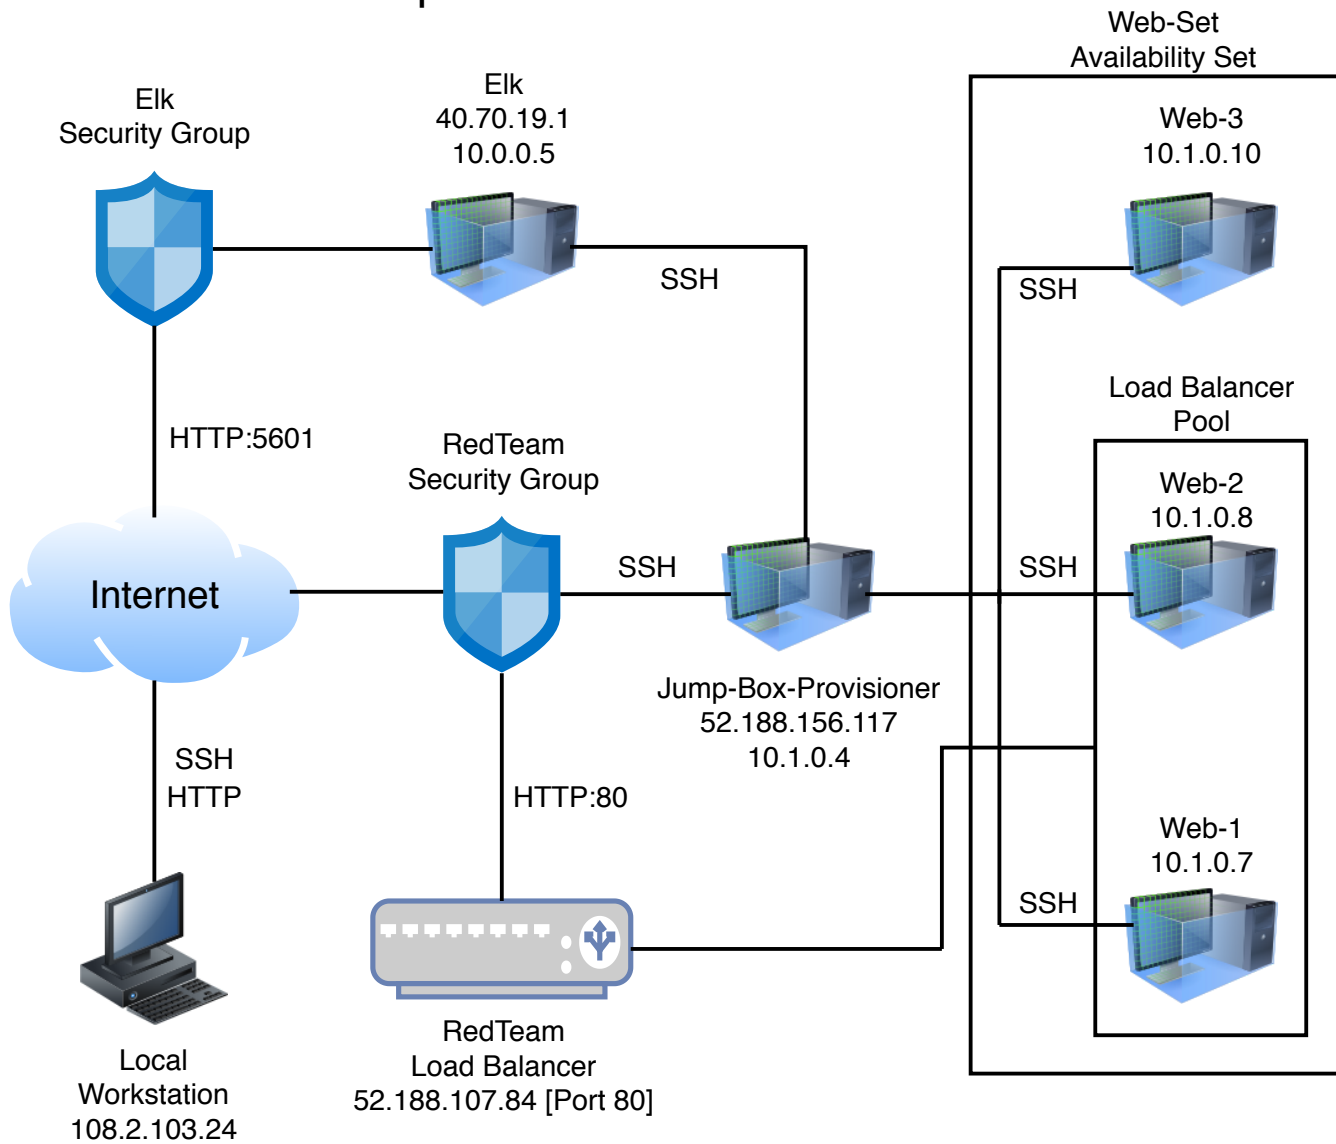 Web-Set
Availability Set
Elk
Security Group
Elk
40.70.19.1
10.0.0.5
Web-3
10.1.0.10
SSH
SSH
HTTP:5601
RedTeam
Security Group
Load Balancer
Pool
Web-2
10.1.0.8
Internet
SSH
SSH
Jump-Box-Provisioner
52.188.156.117
10.1.0.4
SSH
HTTP
HTTP:80
Web-1
10.1.0.7
SSH
RedTeam
Load Balancer
52.188.107.84 [Port 80]
Local
Workstation
108.2.103.24